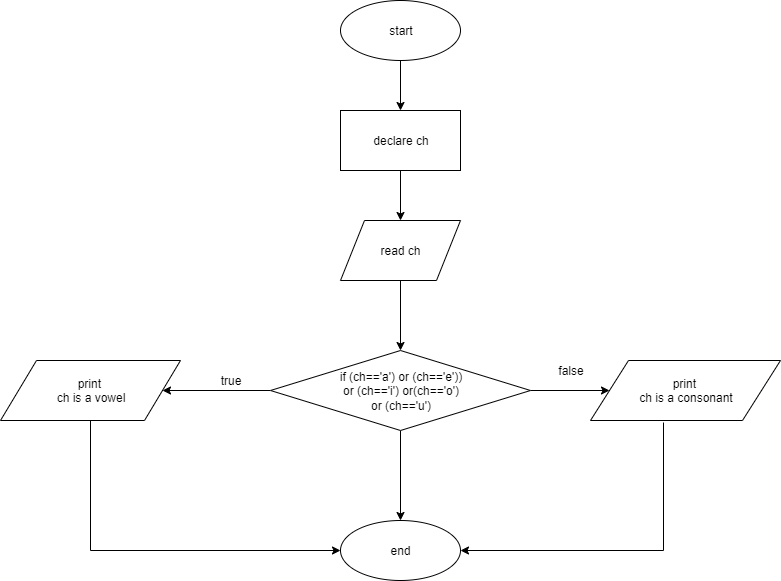 start
declare ch
read ch
if (ch=='a') or (ch=='e'))
or (ch=='i') or(ch=='o')
or (ch=='u')
true
false
print
ch is a vowel
print
ch is a consonant
end